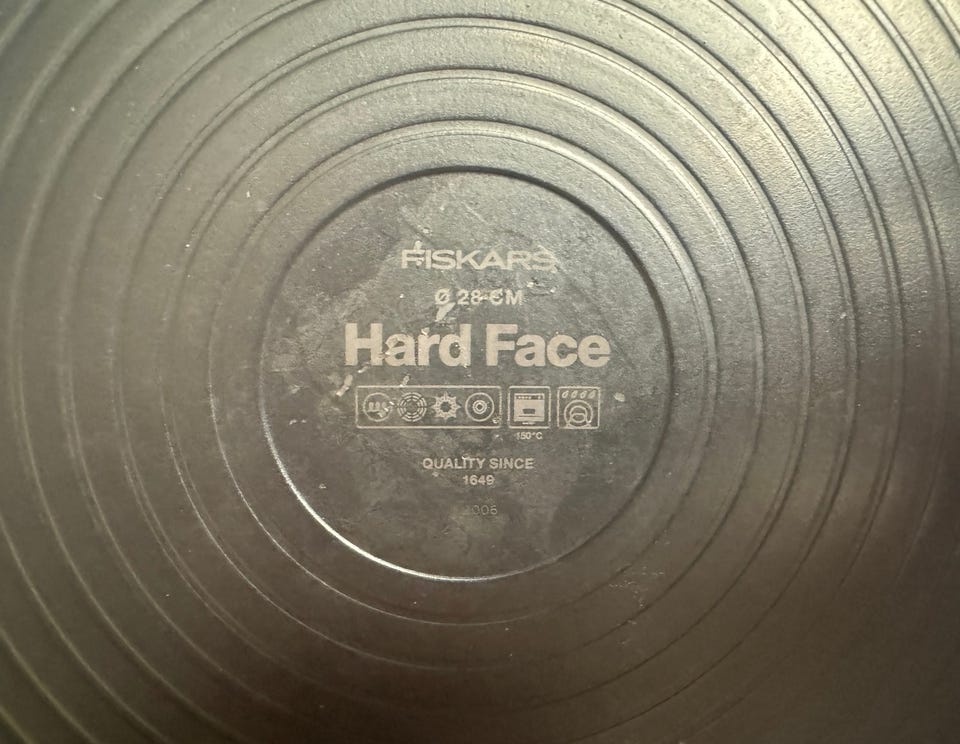 FISKARS
Ø 28 CM
Hard Face
150°C
QUALITY SINCE
1649